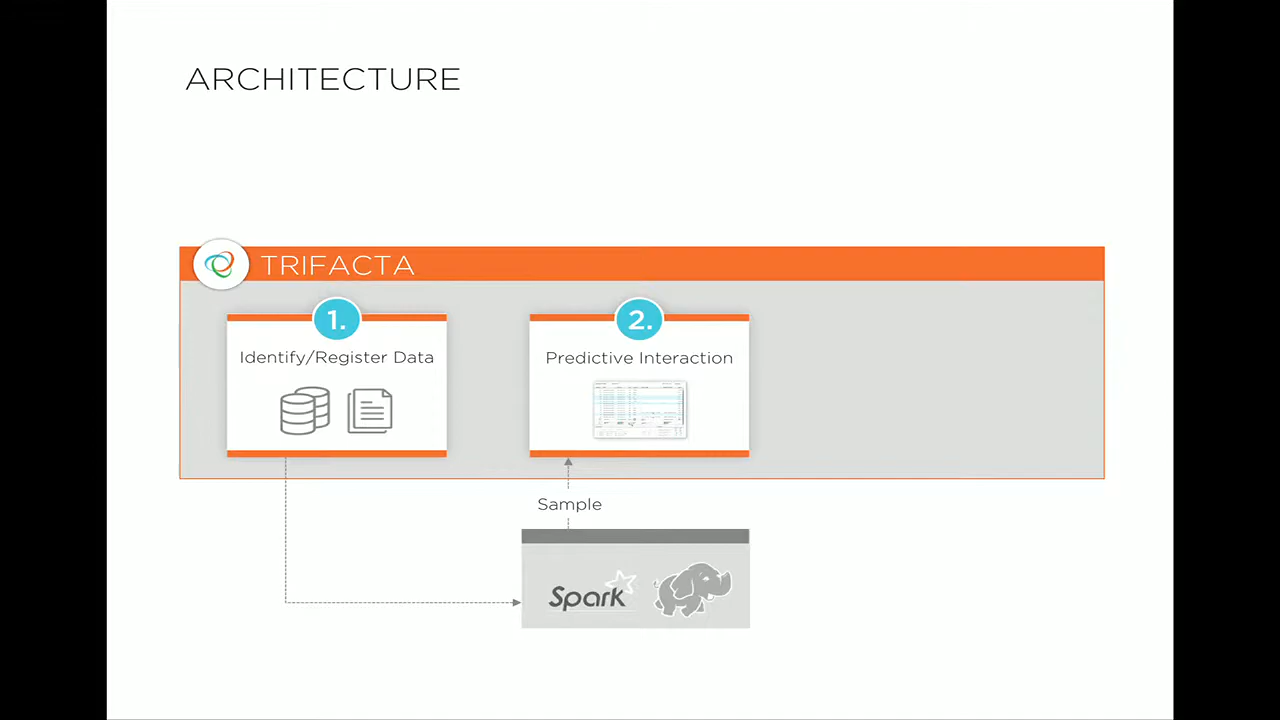 ARCHITECTURE
TRIFACTA
1.
2.
Identify/Register Data
Predictive Interaction
Sample
Spark